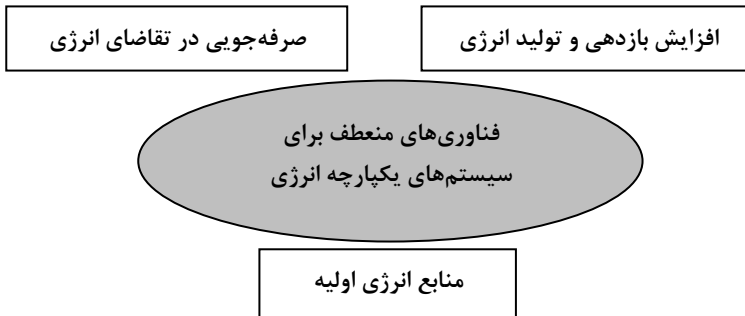 افزایش بازدهی و تولید انرژی
صرفه‌جویی در تقاضای انرژی
فناوری‌های منعطف برای
سیستم‌های یکپارچه انرژی
منابع انرژی اولیه